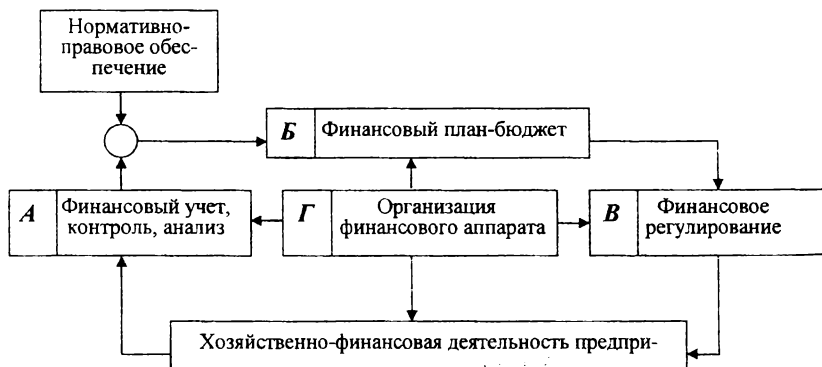 Нормативно-
правовое обес-
печение
Б Финансовый план-бюджет
А Финансовый учет,
контроль, анализ
Г Организация
финансового аппарата
В Финансовое
регулирование
Хозяйственно-финансовая деятельность предпри-